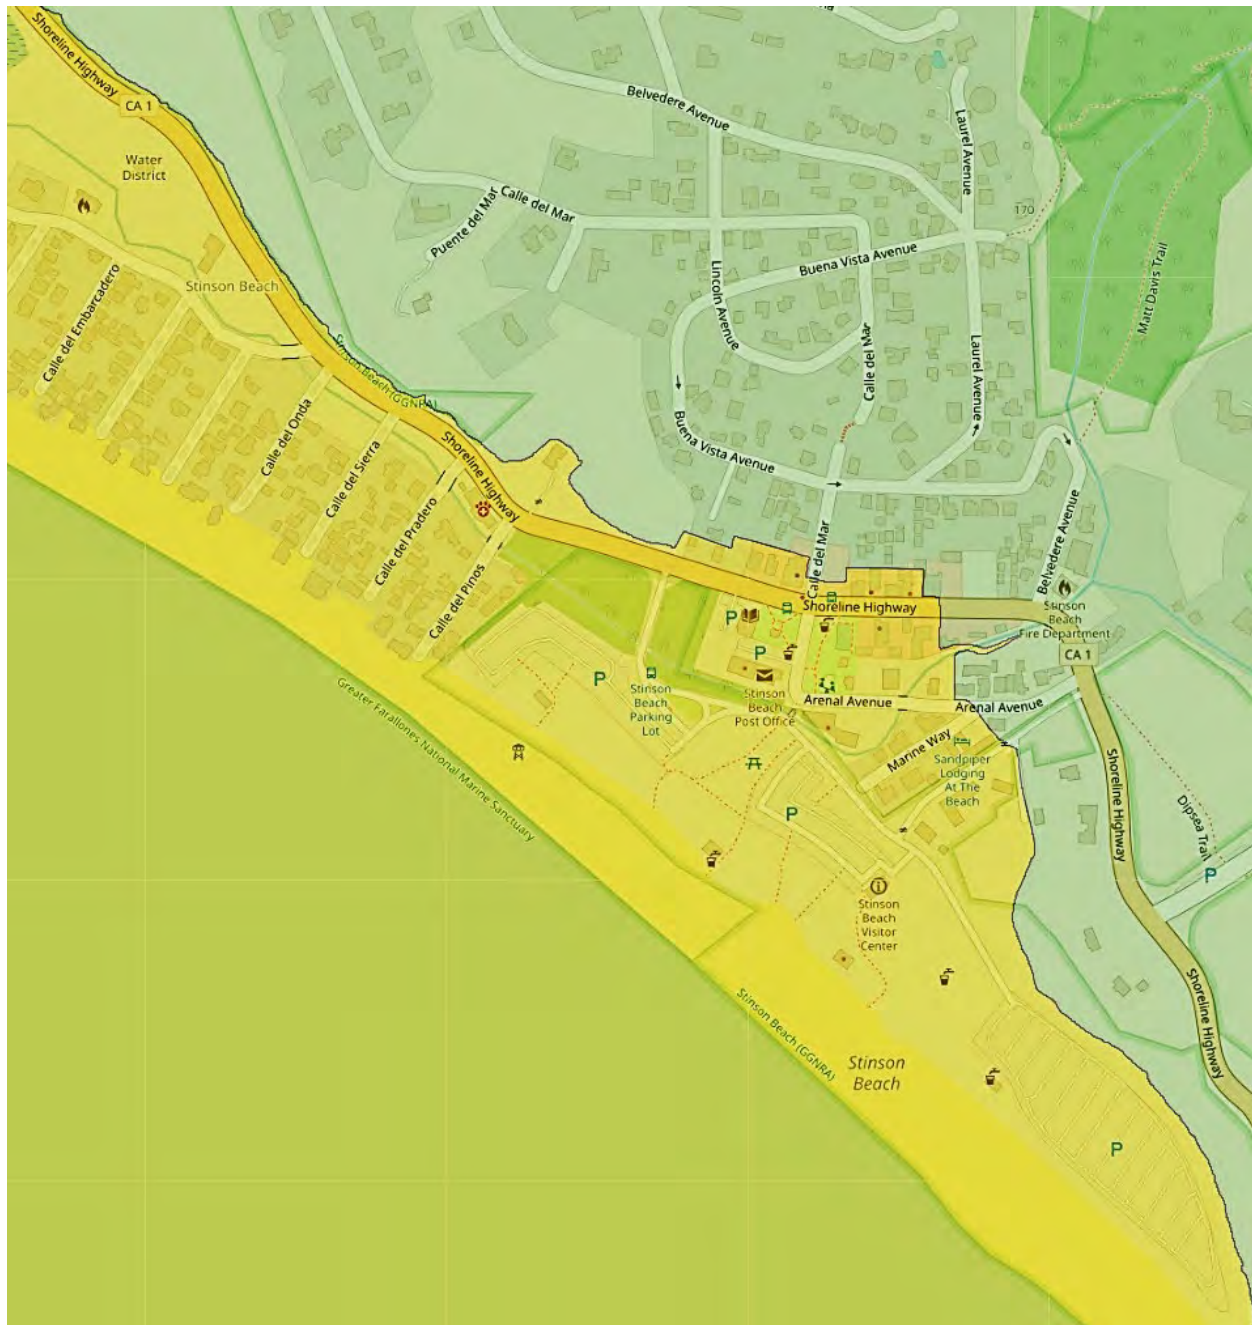 Shoreline Highway
CA 1
Belvedere Avenue
Laurel Avenue
Water
District
Calle del Mar
Puente del Mar
170
Matt Davis Trail
Buena Vista Avenue
Stinson Beach
Calle del Embarcadero
Lincoln Avenue
Calle del Mar
Laurel Avenue
Stinson Beach (GGNRA)
Calle del Onda
Calle del Sierra
Shoreline Highway
Buena Vista Avenue
Calle del Pradero
Calle del Pinos
Calle del Mar
Belvedere Avenue
Shoreline Highway
P
P
Stinson
Beach
Fire Department
CA 1
P
Stinson
Beach
Parking
Lot
Stinson
Beach
Post Office
Arenal Avenue
Arenal Avenue
Greater Farallones National Marine Sanctuary
Marine Way
Sandpiper
Lodging
At The
Beach
Shoreline Highway
Dipsea Trail
P
P
Stinson
Beach
Visitor
Center
Stinson Beach (GGNRA)
Shoreline Highway
Stinson
Beach
P